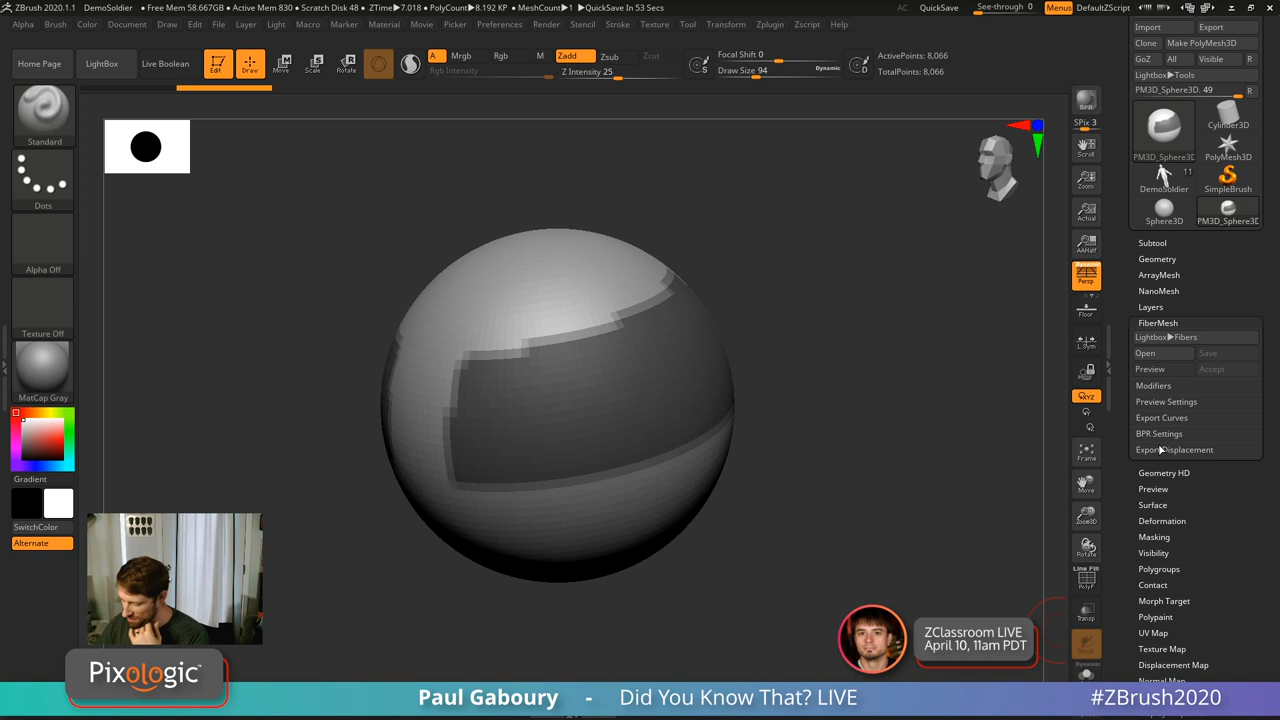 ZBrush 2020.1.1 DemoSoldier ● Free Mem 58.667GB ● Active Mem 830 ● Scratch Disk 48 ● ZTime▶7.018 ● PolyCount▶8.192 KP ● MeshCount▶1 ▶QuickSave In 53 Secs AC QuickSave See-through 0 Menus DefaultZScript
Alpha Brush Color Document Draw Edit File Layer Light Macro Marker Material Movie Picker Preferences Render Stencil Stroke Texture Tool Transform Zplugin Zscript Help
Home Page LightBox Live Boolean Edit Draw Move Scale Rotate
A Mrgb Rgb M Zadd Zsub Zcut
Rgb Intensity Z Intensity 25
Focal Shift 0
Draw Size 94 Dynamic
ActivePoints: 8,066
TotalPoints: 8,066
S
D
Standard
Dots
Alpha Off
Texture Off
MatCap Gray
Gradient
SwitchColor
Alternate
BPR
SPix 3
Scroll
Zoom
Actual
AAHalf
Dynamic
Persp
Floor
L.Sym
XYZ
Frame
Move
Zoom3D
Rotate
Line Fill
PolyF
Transp
Dynamic
Import Export
Clone Make PolyMesh3D
GoZ All Visible R
Lightbox▶Tools
PM3D_Sphere3D. 49 R
PM3D_Sphere3D Cylinder3D
PolyMesh3D
11
DemoSoldier SimpleBrush
Sphere3D PM3D_Sphere3D
Subtool
Geometry
ArrayMesh
NanoMesh
Layers
FiberMesh
Lightbox▶Fibers
Open Save
Preview Accept
Modifiers
Preview Settings
Export Curves
BPR Settings
Export Displacement
Geometry HD
Preview
Surface
Deformation
Masking
Visibility
Polygroups
Contact
Morph Target
Polypaint
UV Map
Texture Map
Displacement Map
Normal Map
ZClassroom LIVE
April 10, 11am PDT
Pixologic™
Paul Gaboury - Did You Know That? LIVE #ZBrush2020